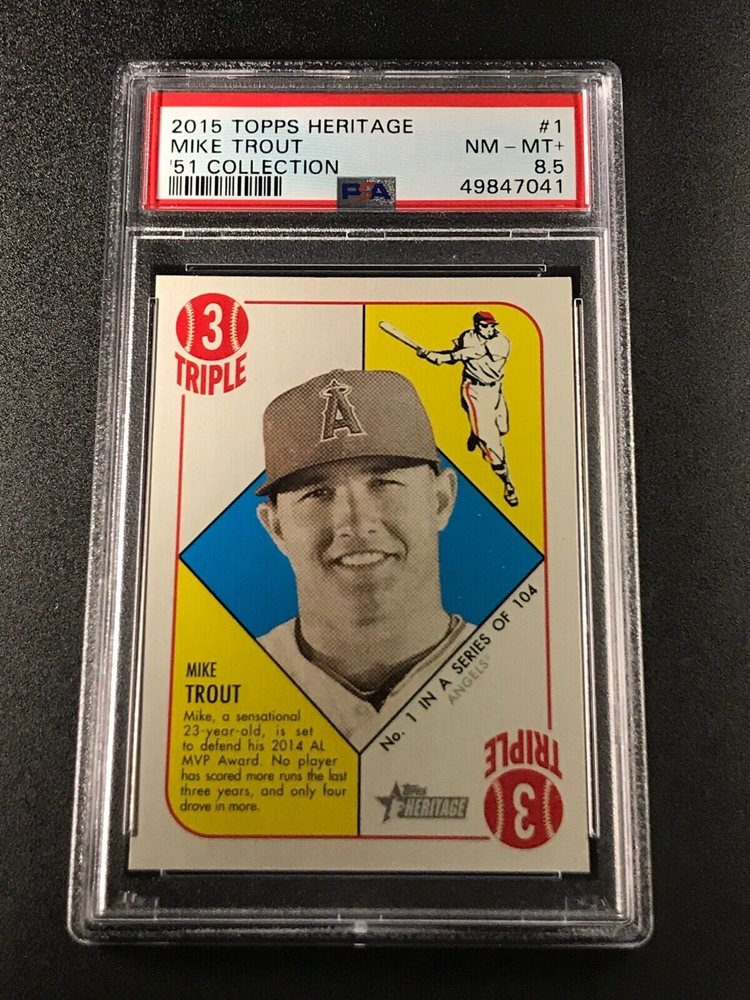 2015 TOPPS HERITAGE #1
MIKE TROUT NM - MT+
'51 COLLECTION 8.5
PSA 49847041
3
TRIPLE
A
MIKE
TROUT
Mike, a sensational
23-year-old, is set
to defend his 2014 AL
MVP Award. No player
has scored more runs the last
three years, and only four
drove in more.
No. 1 IN A SERIES OF 104
ANGELS
TOPPS
HERITAGE
TRIPLE
3